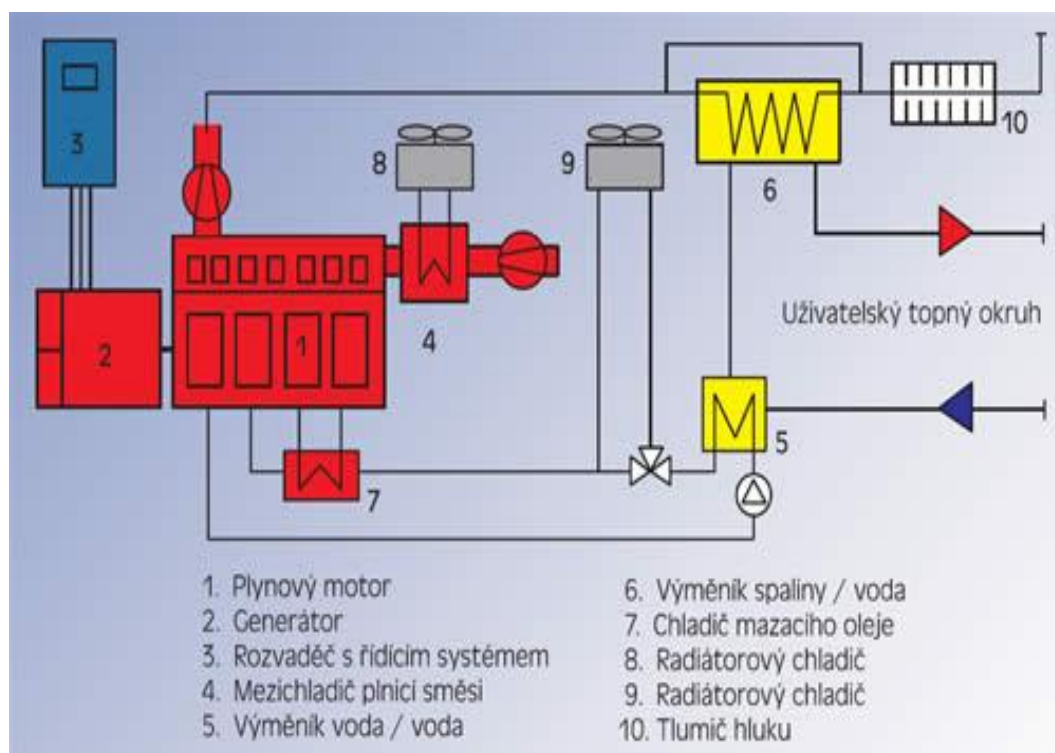 3
8
9
10
6
1
2
4
Uživatelský topný okruh
5
7
1. Plynový motor
2. Generátor
3. Rozvaděč s řídícím systémem
4. Mezichladič plnicí směsi
5. Výměník voda / voda
6. Výměník spaliny / voda
7. Chladič mazacího oleje
8. Radiátorový chladič
9. Radiátorový chladič
10. Tlumič hluku